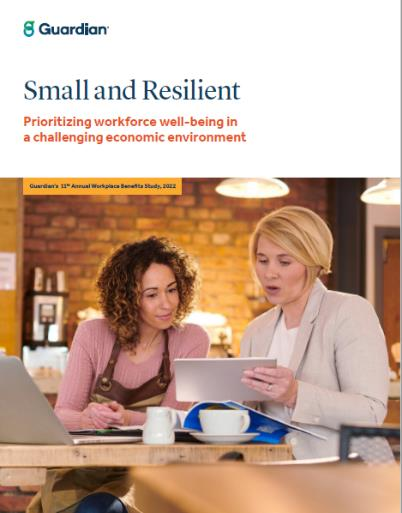 Guardian®
Small and Resilient
Prioritizing workforce well-being in
a challenging economic environment
Guardian's 11th Annual Workplace Benefits Study, 2022